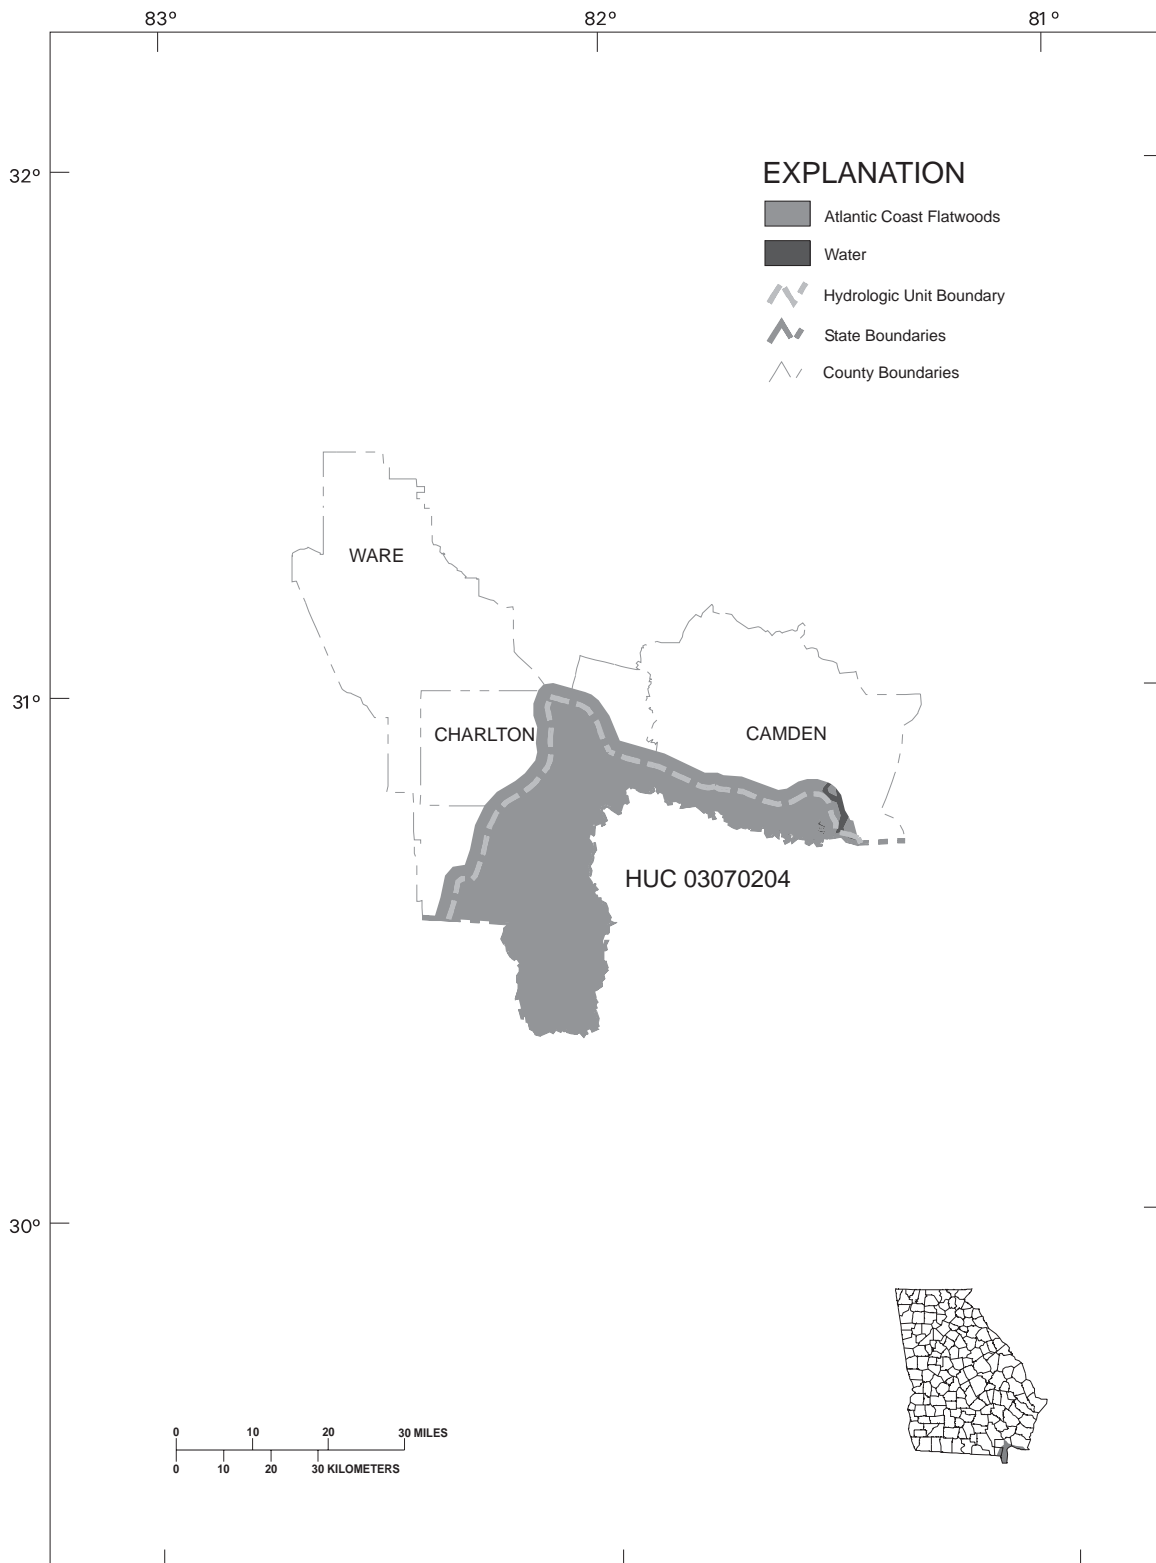 83°
82°
81°
32°
EXPLANATION
Atlantic Coast Flatwoods
Water
Hydrologic Unit Boundary
State Boundaries
County Boundaries
WARE
31°
CHARLTON
CAMDEN
HUC 03070204
30°
0 10 20 30 MILES
0 10 20 30 KILOMETERS